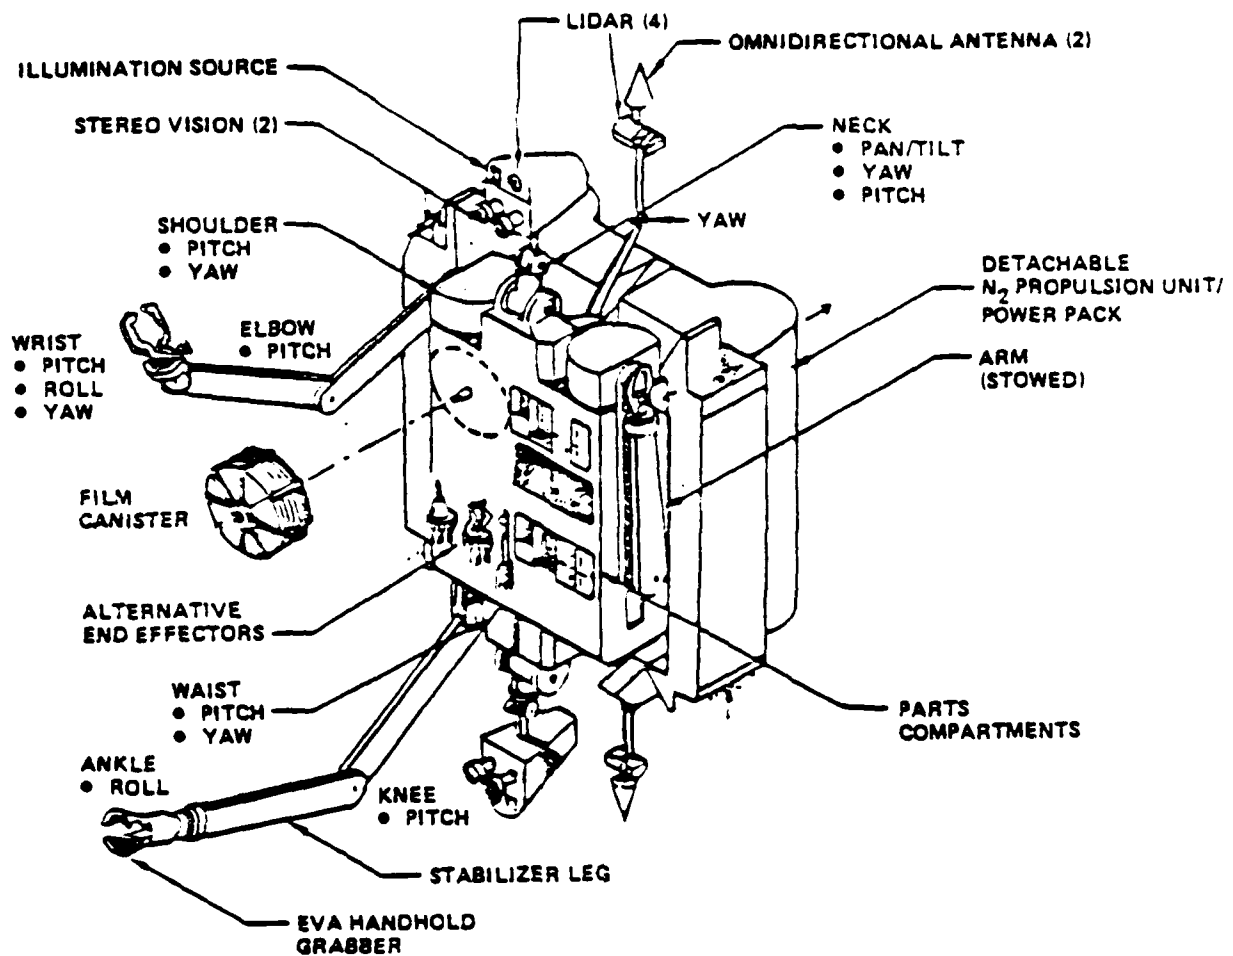 LIDAR (4)
OMNIDIRECTIONAL ANTENNA (2)
ILLUMINATION SOURCE
STEREO VISION (2)
NECK
● PAN/TILT
● YAW
● PITCH
YAW
SHOULDER
● PITCH
● YAW
DETACHABLE
N2 PROPULSION UNIT/
POWER PACK
ELBOW
● PITCH
WRIST
● PITCH
● ROLL
● YAW
ARM
(STOWED)
FILM
CANISTER
ALTERNATIVE
END EFFECTORS
WAIST
● PITCH
● YAW
PARTS
COMPARTMENTS
ANKLE
● ROLL
KNEE
● PITCH
STABILIZER LEG
EVA HANDHOLD
GRABBER